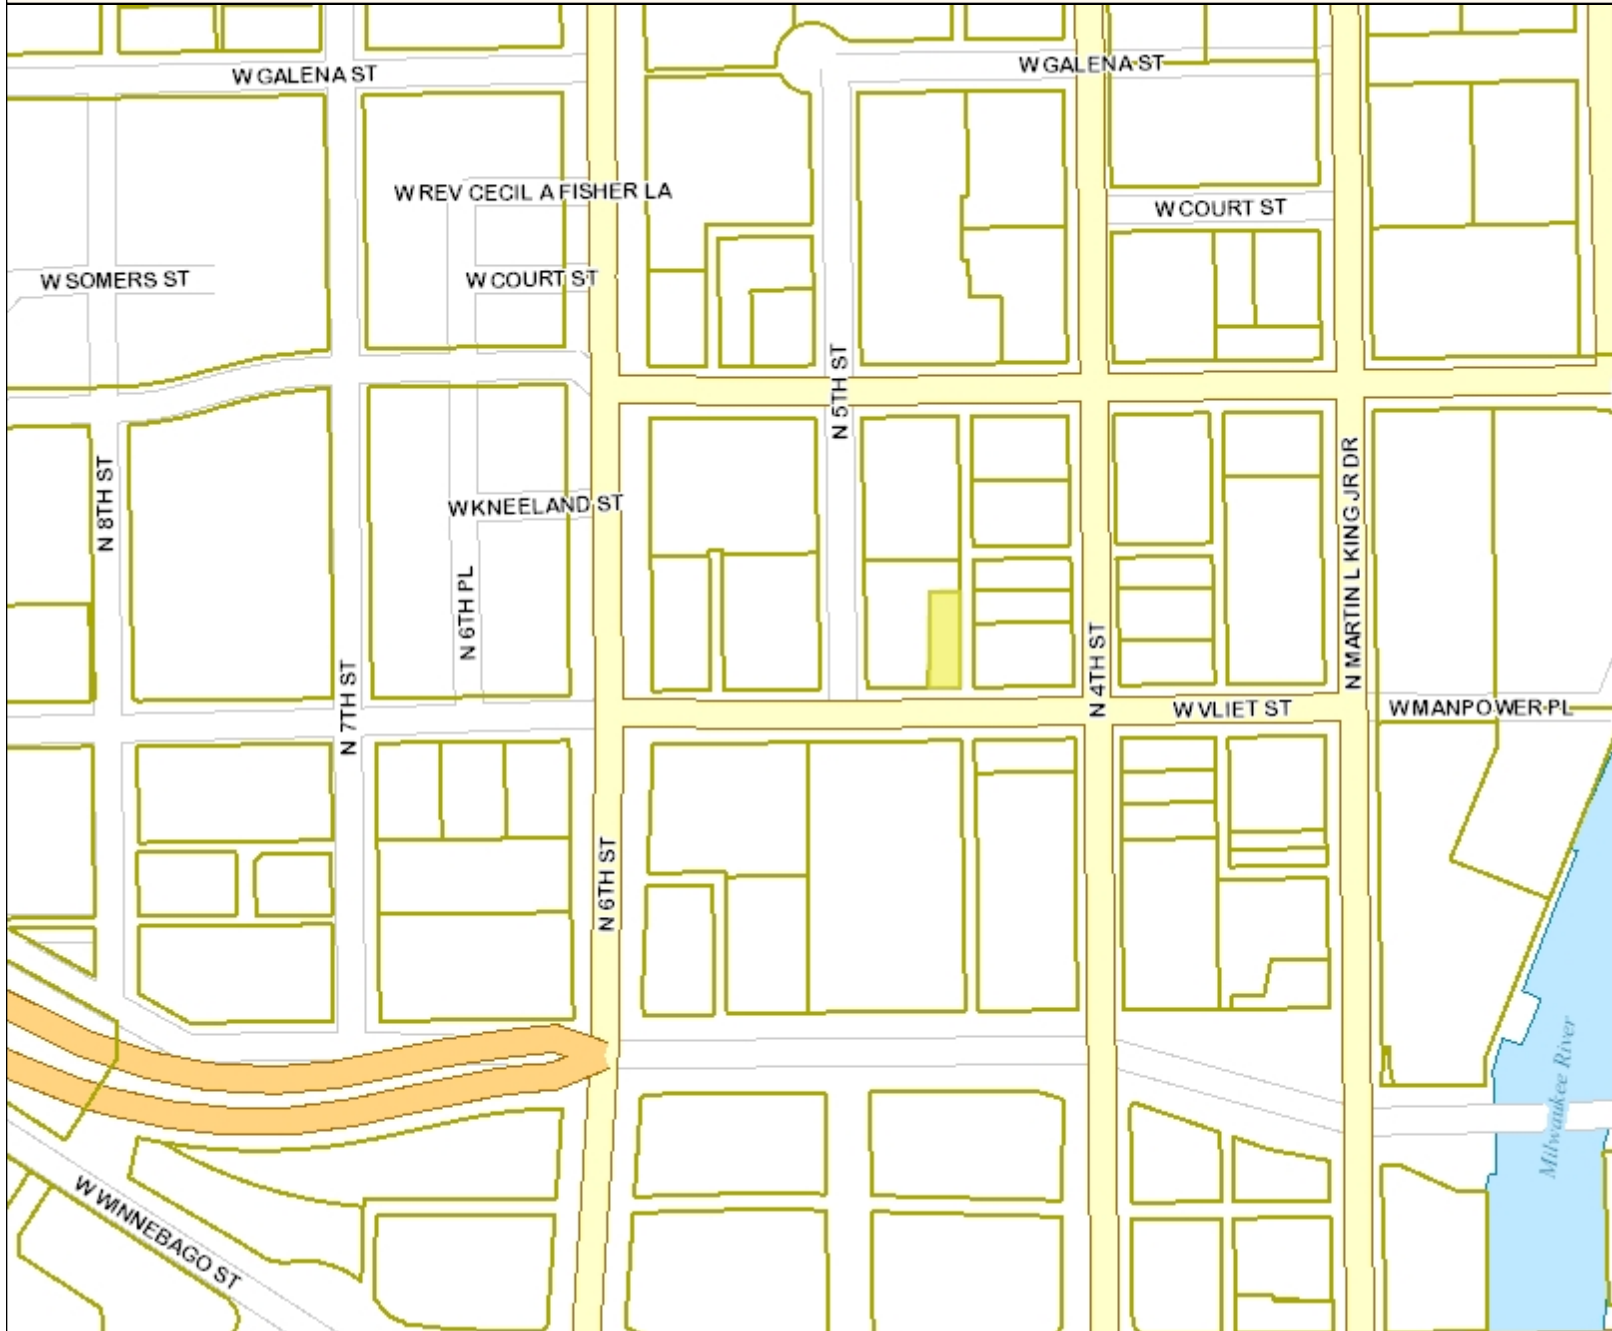 W GALENA ST
W GALENA ST
W REV CECIL A FISHER LA
W COURT ST
W SOMERS ST
W COURT ST
N 5TH ST
N 8TH ST
W KNEELAND ST
N MARTIN L KING JR DR
N 6TH PL
N 4TH ST
N 7TH ST
W VLIET ST
W MANPOWER PL
N 6TH ST
Milwaukee River
W WINNEBAGO ST